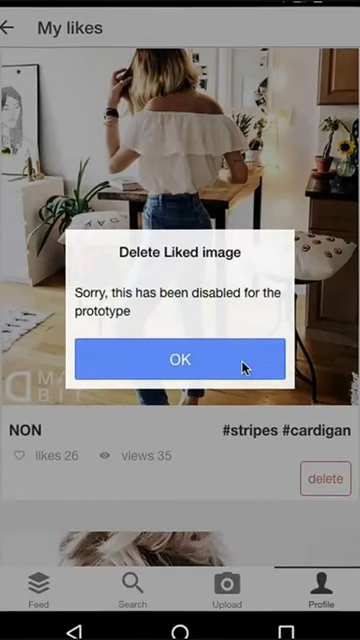 My likes
Delete Liked image
Sorry, this has been disabled for the
prototype
OK
NON
#stripes #cardigan
likes 26
views 35
delete
Feed
Search
Upload
Profile